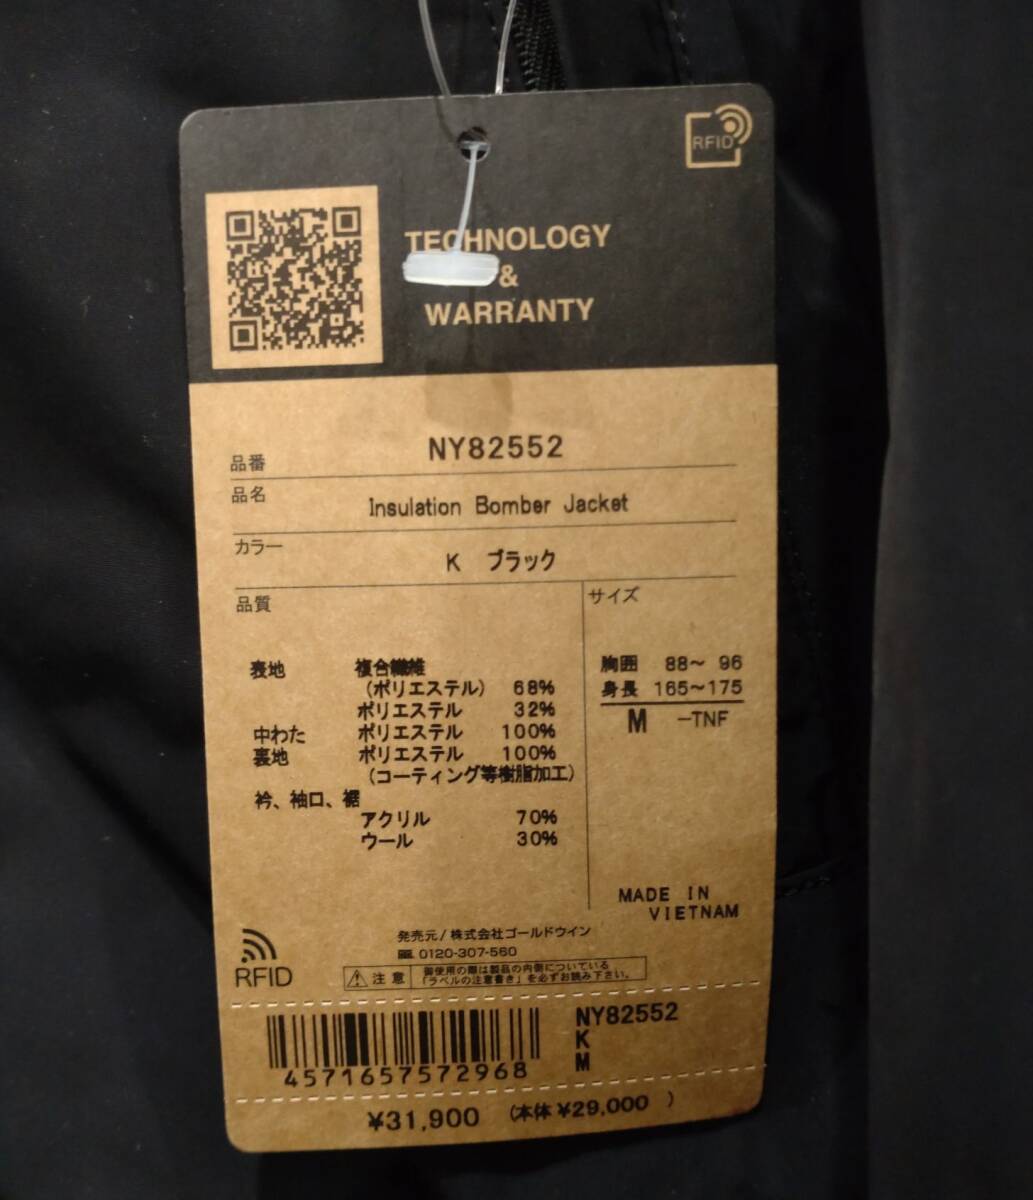 RFID
TECHNOLOGY
&
WARRANTY
品番 NY82552
品名 Insulation Bomber Jacket
カラー K ブラック
品質
サイズ
表地 複合繊維
(ポリエステル) 68%
ポリエステル 32%
中わた ポリエステル 100%
裏地 ポリエステル 100%
(コーティング等樹脂加工)
衿、袖口、裾
アクリル 70%
ウール 30%
胸囲 88～ 96
身長 165～175
M -TNF
MADE IN
VIETNAM
発売元/株式会社ゴールドウイン
0120-307-560
RFID
注意 御使用の際は製品の内側についている
「ラベルの注意書き」を必ずお読み下さい。
4571657572968
NY82552
K
M
¥31,900 (本体 ¥29,000 )